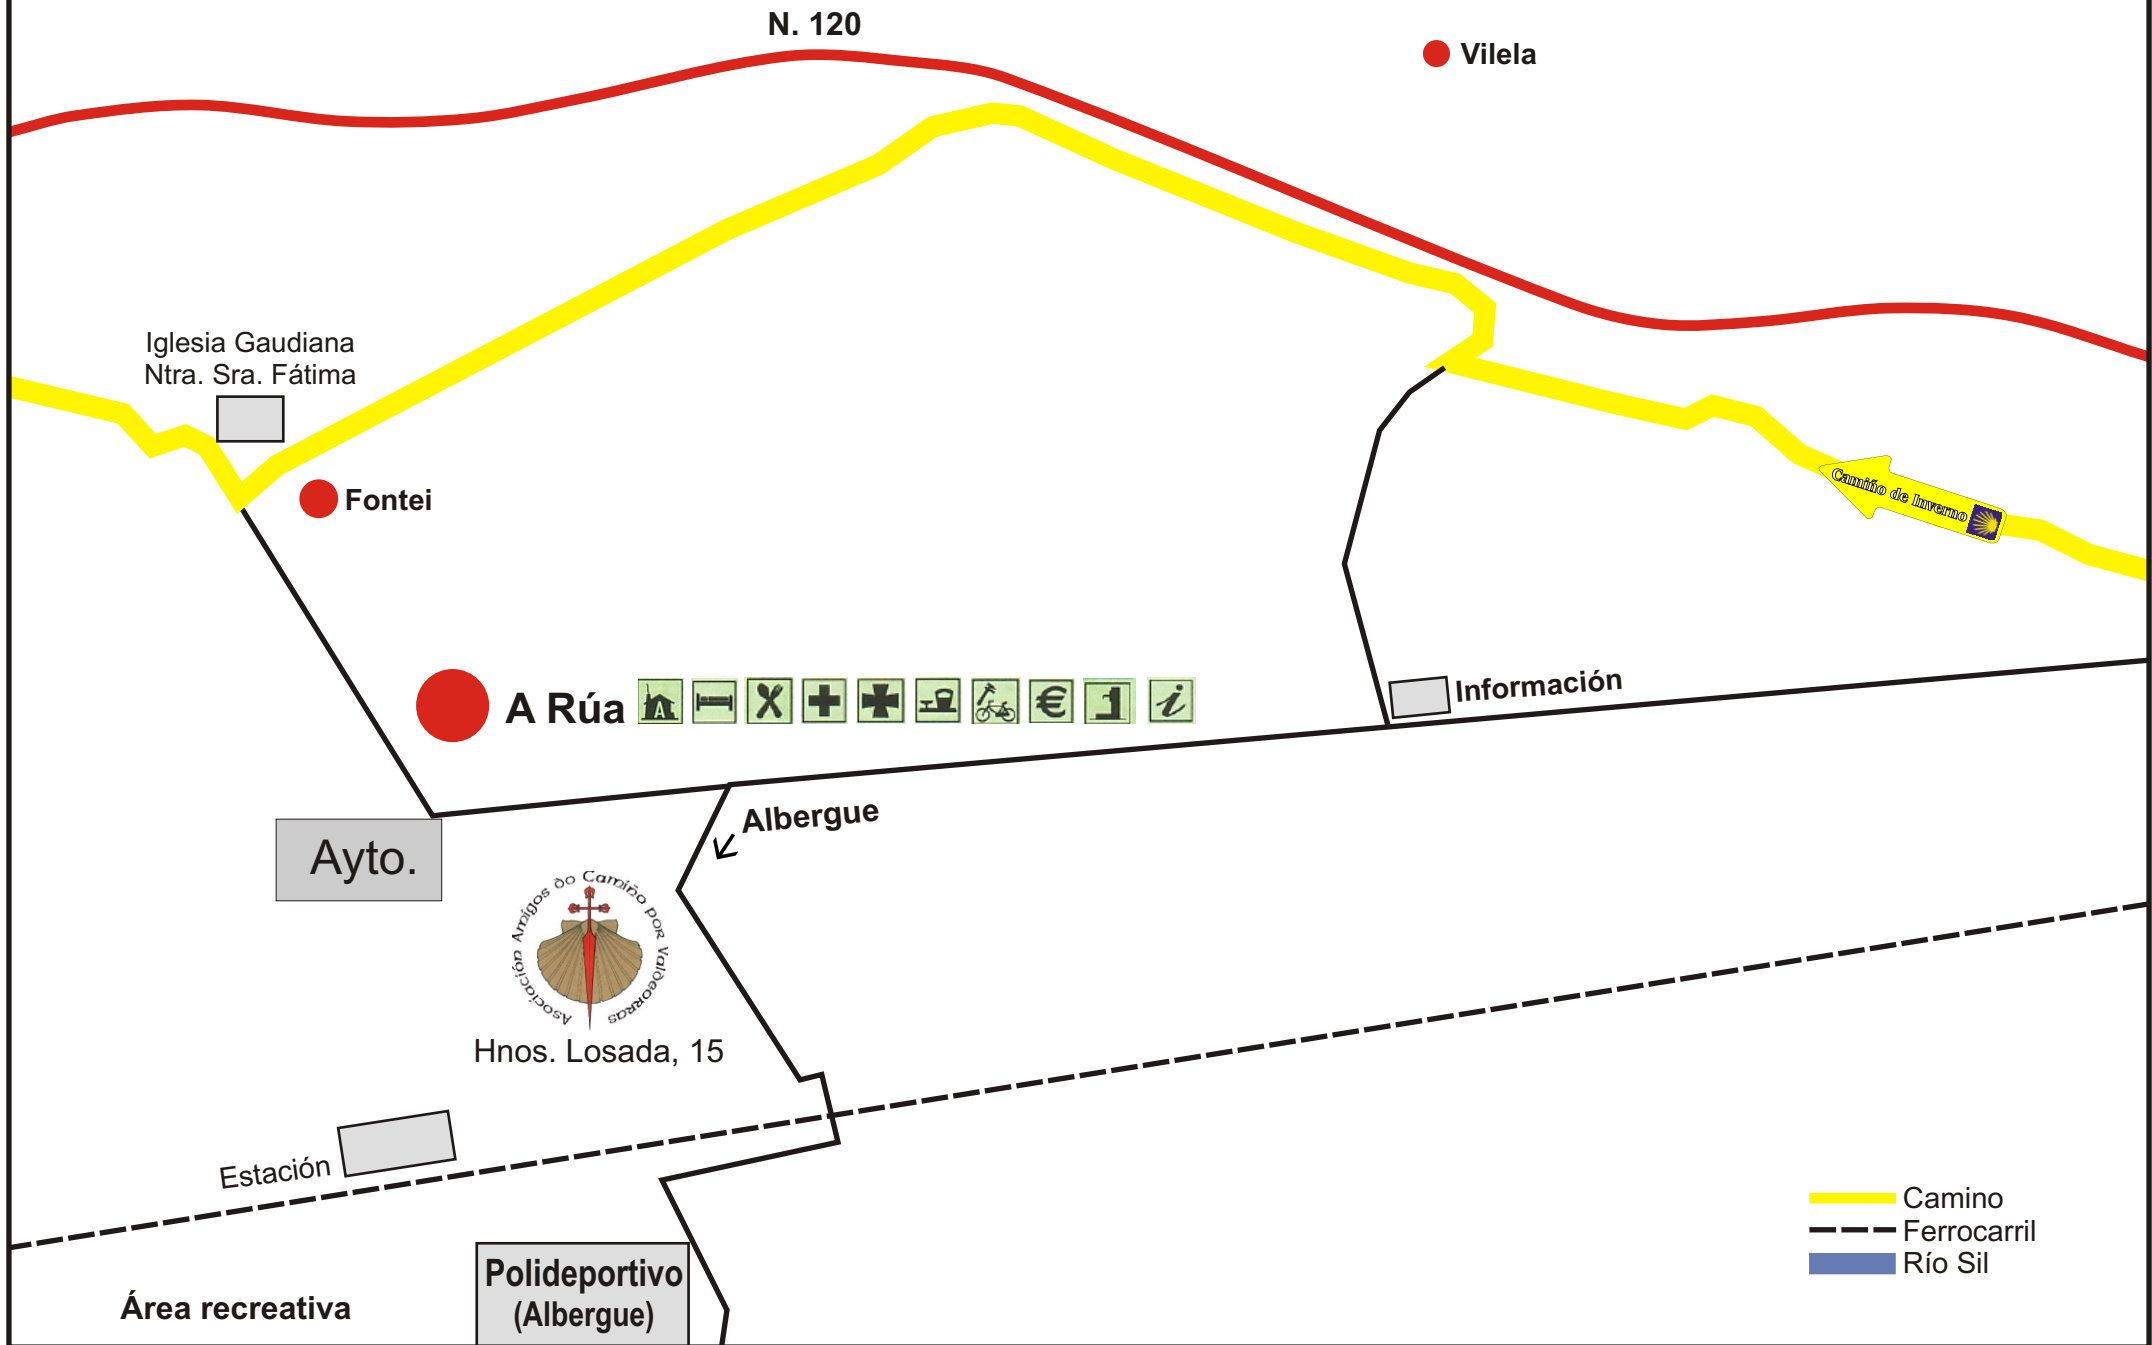 N. 120
Vilela
Iglesia Gaudiana
Ntra. Sra. Fátima
Fontei
Camiño de Inverno
A Rúa
A
€
i
Información
Albergue
Ayto.
Asociación Amigos do Camiño por Valdeorras
Hnos. Losada, 15
Estación
Camino
Ferrocarril
Río Sil
Polideportivo
(Albergue)
Área recreativa